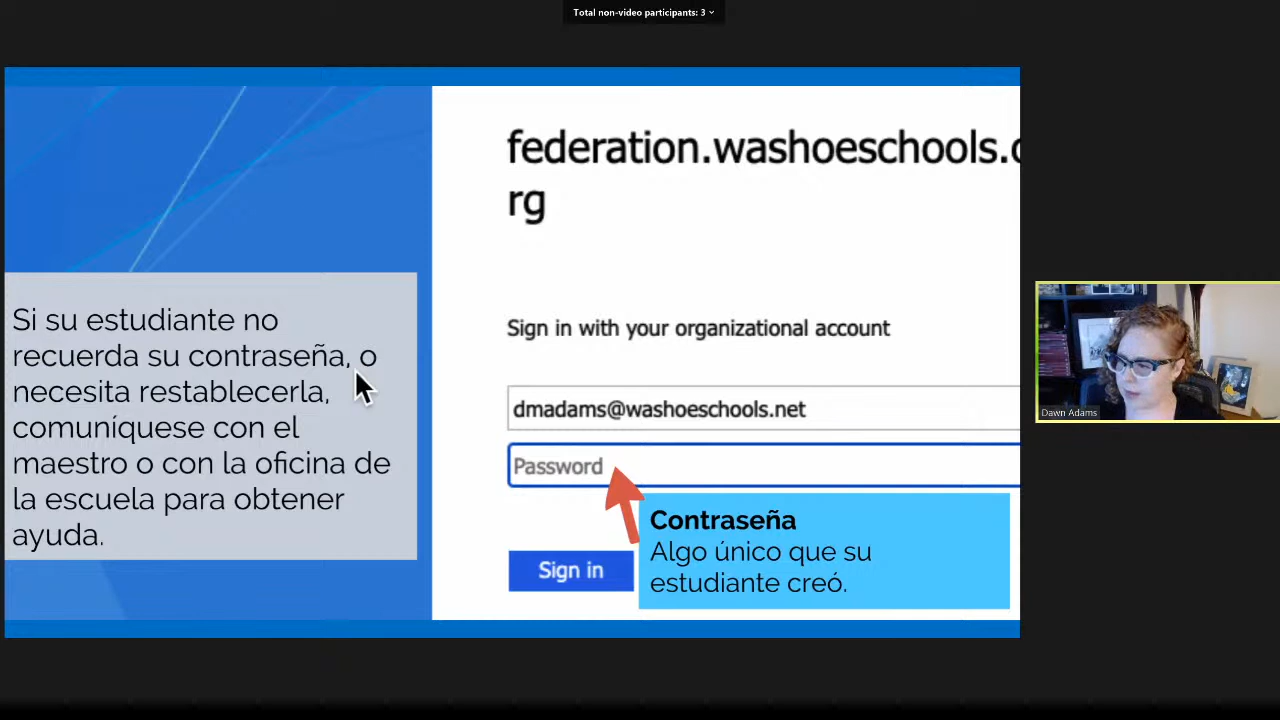 Total non-video participants: 3
federation.washoeschools.o
rg
Sign in with your organizational account
Si su estudiante no
recuerda su contraseña, o
necesita restablecerla,
comuníquese con el
maestro o con la oficina de
la escuela para obtener
ayuda.
dmadams@washoeschools.net
Password
Contraseña
Algo único que su
estudiante creó.
Sign in
Dawn Adams